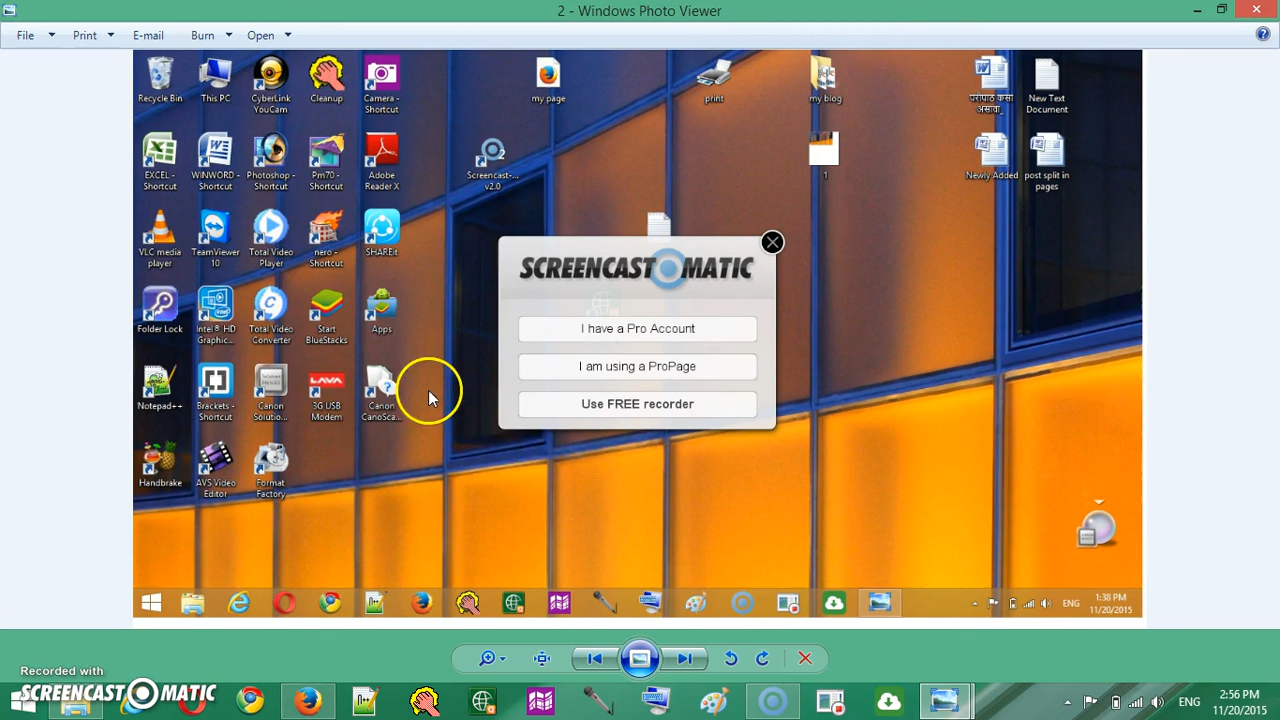 2 - Windows Photo Viewer
File
Print
E-mail
Burn
Open
Recycle Bin
This PC
CyberLink
YouCam
Cleanup
Camera -
Shortcut
my page
print
my blog
परीपाठ कसा
असावा_
New Text
Document
EXCEL -
Shortcut
WINWORD -
Shortcut
Photoshop -
Shortcut
Pm70 -
Shortcut
Adobe
Reader X
2
Screencast-...
v2.0
1
Newly Added
post split in
pages
VLC media
player
TeamViewer
10
Total Video
Player
nero -
Shortcut
SHAREit
SCREENCAST MATIC
I have a Pro Account
I am using a ProPage
Use FREE recorder
Folder Lock
Intel® HD
Graphic...
Total Video
Converter
Start
BlueStacks
Apps
Notepad++
Brackets -
Shortcut
Canon
Solutio...
LAVA
3G USB
Modem
Canon
CanoSca...
Handbrake
AVS Video
Editor
Format
Factory
ENG
1:38 PM
11/20/2015
Recorded with
SCREENCAST MATIC
ENG
2:56 PM
11/20/2015